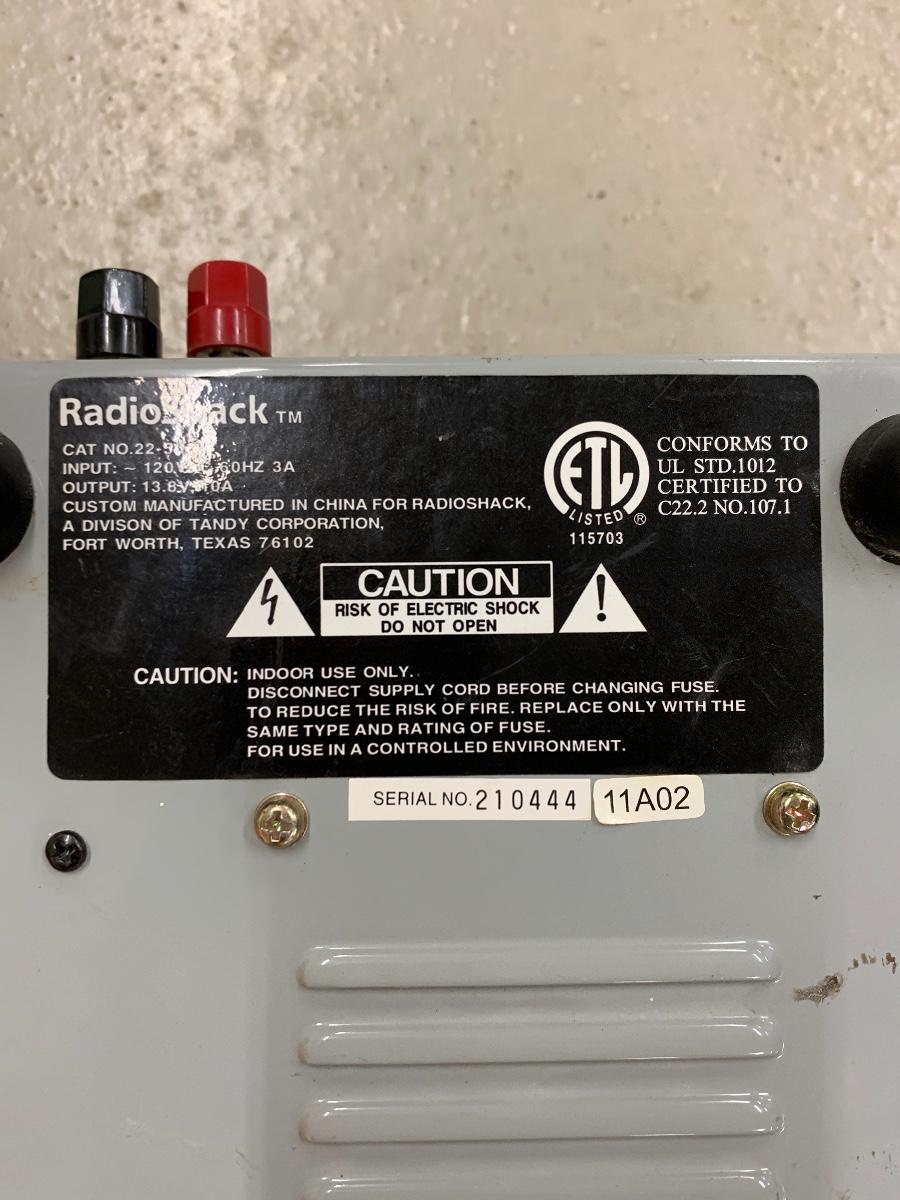 RadioShack TM
CAT NO.22-
INPUT: ~ 120 60HZ 3A
OUTPUT: 13.8V
CUSTOM MANUFACTURED IN CHINA FOR RADIOSHACK,
A DIVISON OF TANDY CORPORATION,
FORT WORTH, TEXAS 76102
ETL
LISTED ®
115703
CONFORMS TO
UL STD.1012
CERTIFIED TO
C22.2 NO.107.1
CAUTION
RISK OF ELECTRIC SHOCK
DO NOT OPEN
!
CAUTION: INDOOR USE ONLY.
DISCONNECT SUPPLY CORD BEFORE CHANGING FUSE.
TO REDUCE THE RISK OF FIRE. REPLACE ONLY WITH THE
SAME TYPE AND RATING OF FUSE.
FOR USE IN A CONTROLLED ENVIRONMENT.
SERIAL NO. 210444 11A02